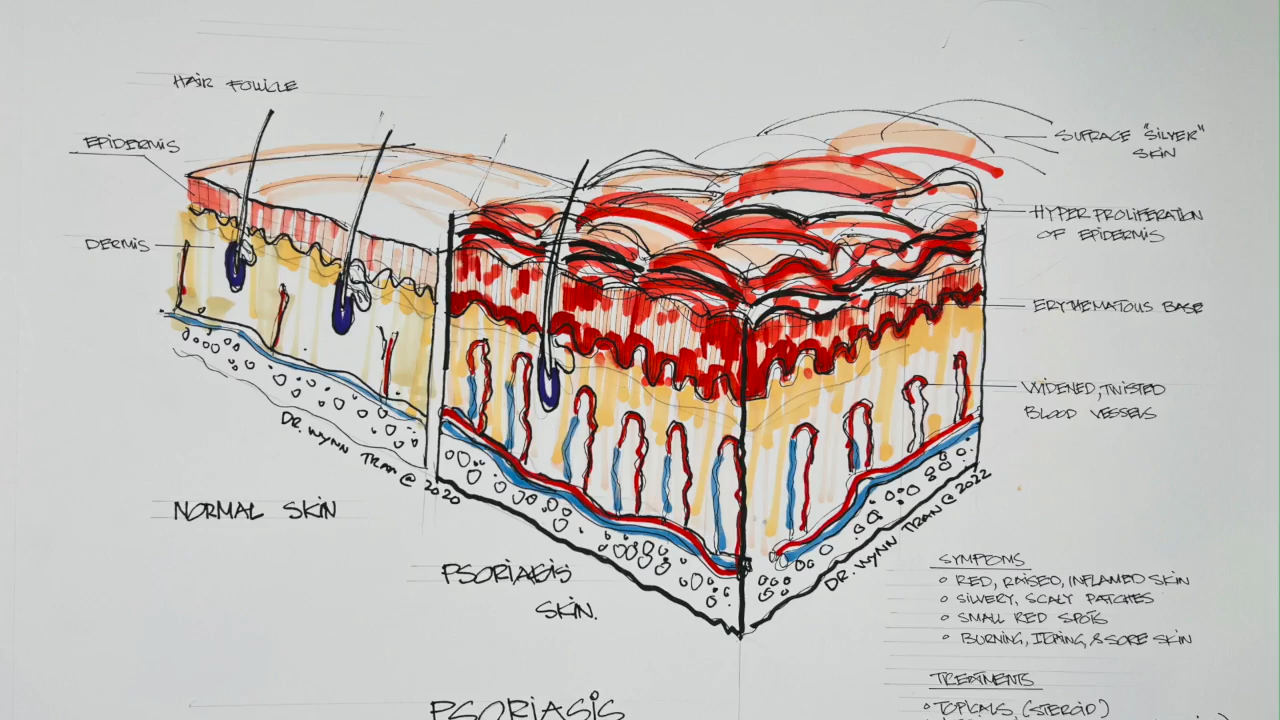 HAIR FOLLICLE
EPIDERMIS
DERMIS
SUFRACE "SILVER"
SKIN
HYPER PROLIFERATION
OF EPIDERMIS
ERYTHEMATOUS BASE
WIDENED, TWISTED
BLOOD VESSELS
DR. WYNN TRAN @ 2020
DR. WYNN TRAN @ 2022
NORMAL SKIN
PSORIASIS
SKIN.
SYMPTOMS
RED, RAISED, INFLAMED SKIN
SILVERY, SCALY PATCHES
SMALL RED SPOTS
BURNING, ITCHING, & SORE SKIN
TREATMENTS
TOPICALS (STEROID)
PSORIASIS